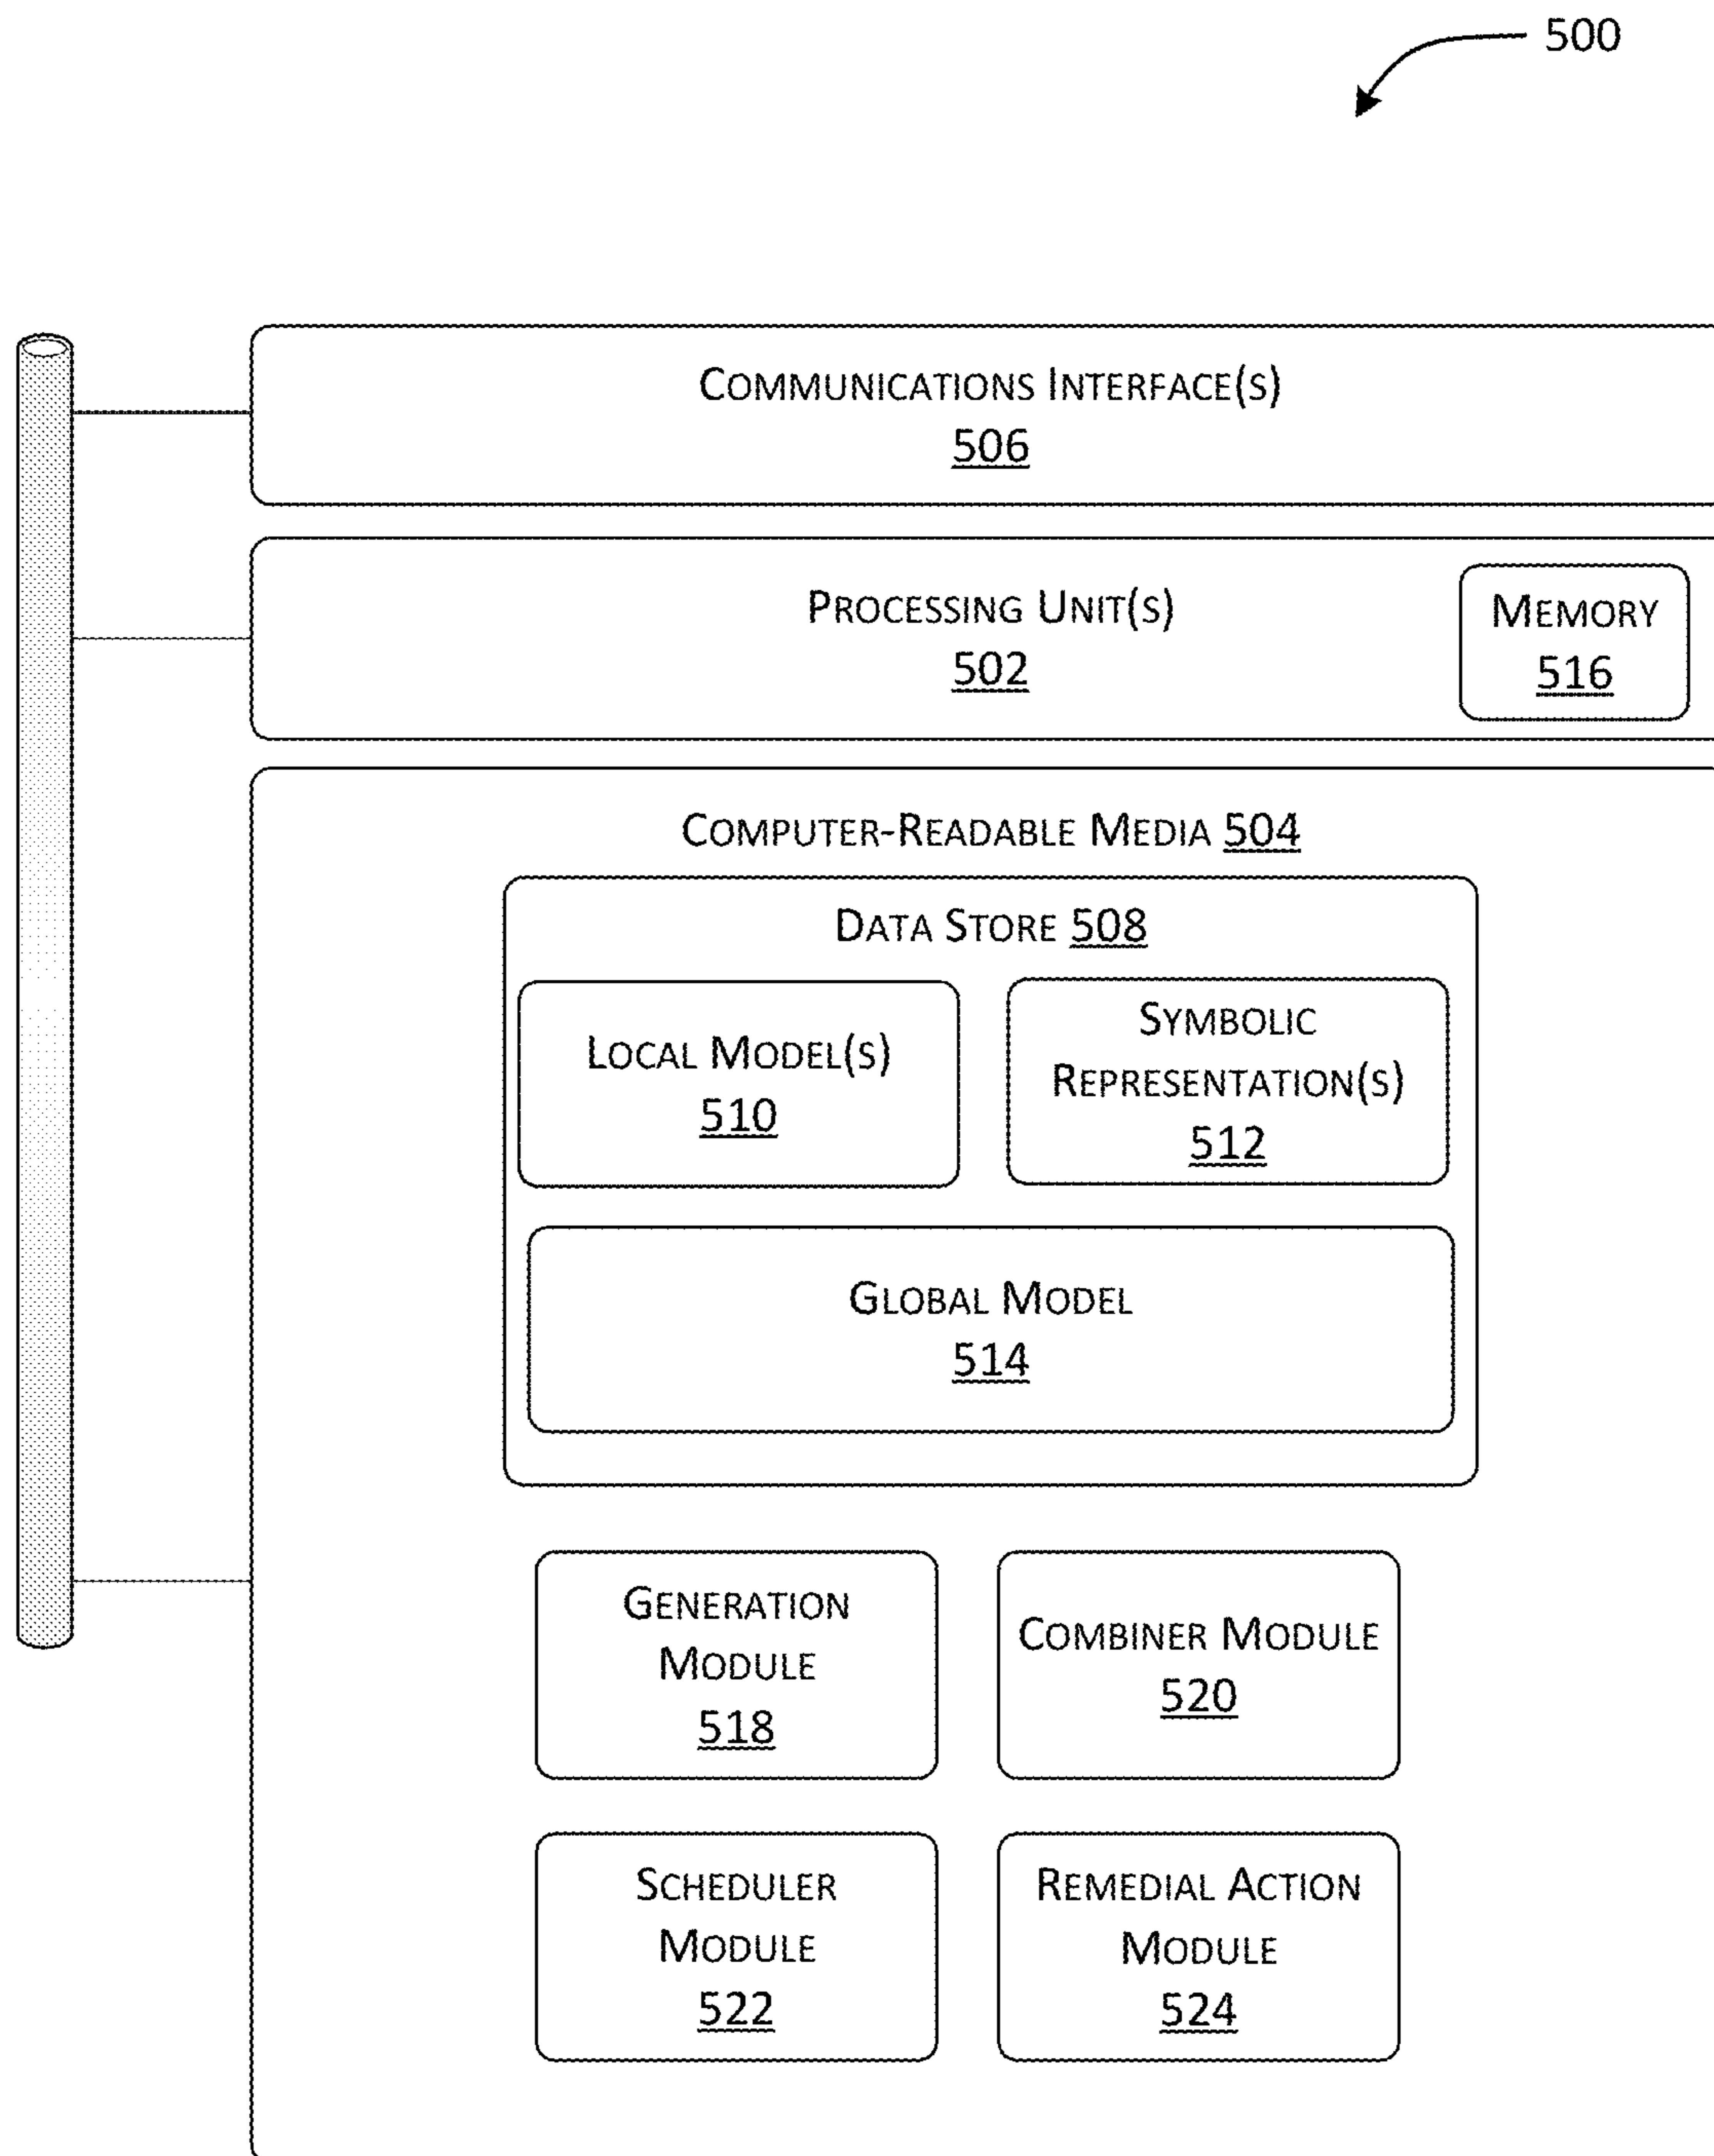 500
Communications Interface(s)
506
Processing Unit(s)
502
Memory
516
Computer-Readable Media 504
Data Store 508
Local Model(s)
510
Symbolic
Representation(s)
512
Global Model
514
Generation
Module
518
Combiner Module
520
Scheduler
Module
522
Remedial Action
Module
524